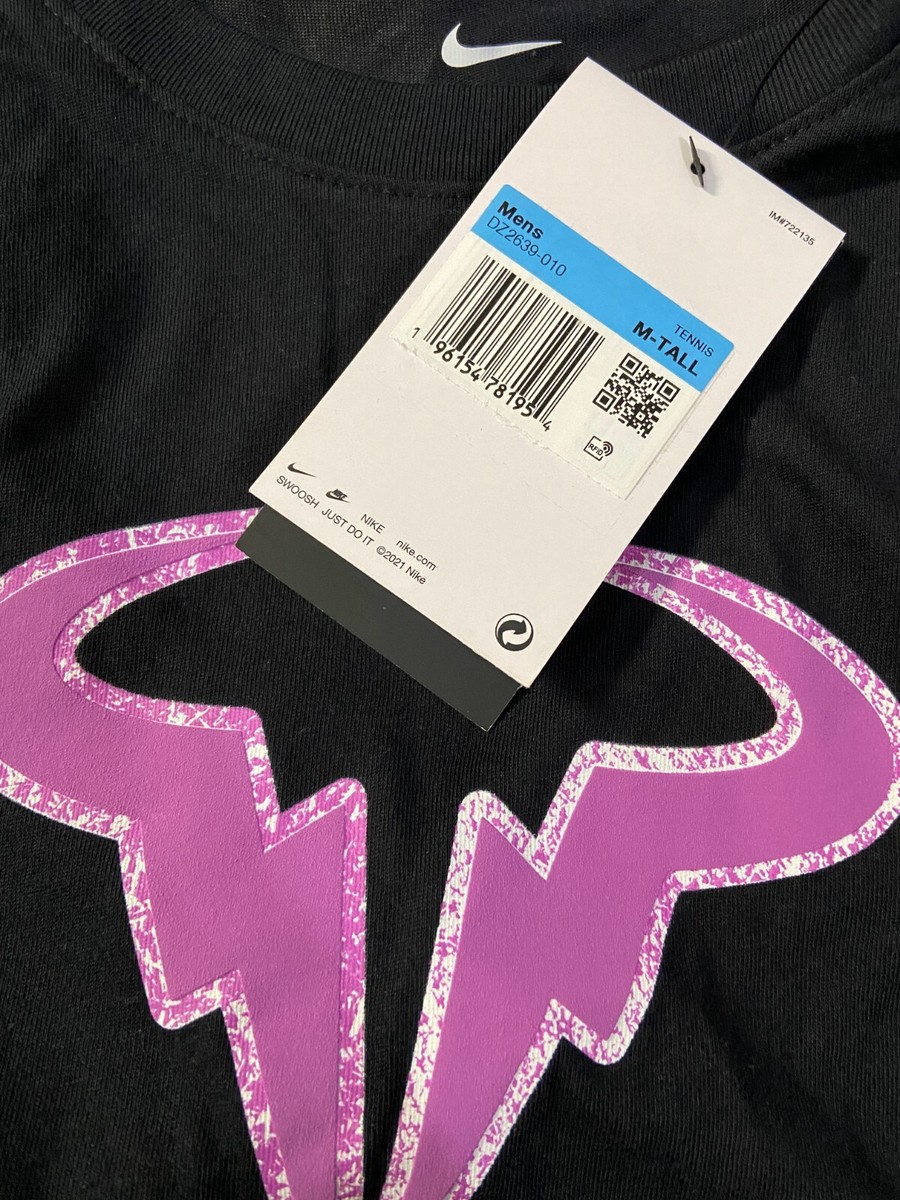 IM#722135
Mens
DZ2639-010
TENNIS
M-TALL
1 96154 78195 4
RFID
SWOOSH JUST DO IT NIKE nike.com
©2021 Nike